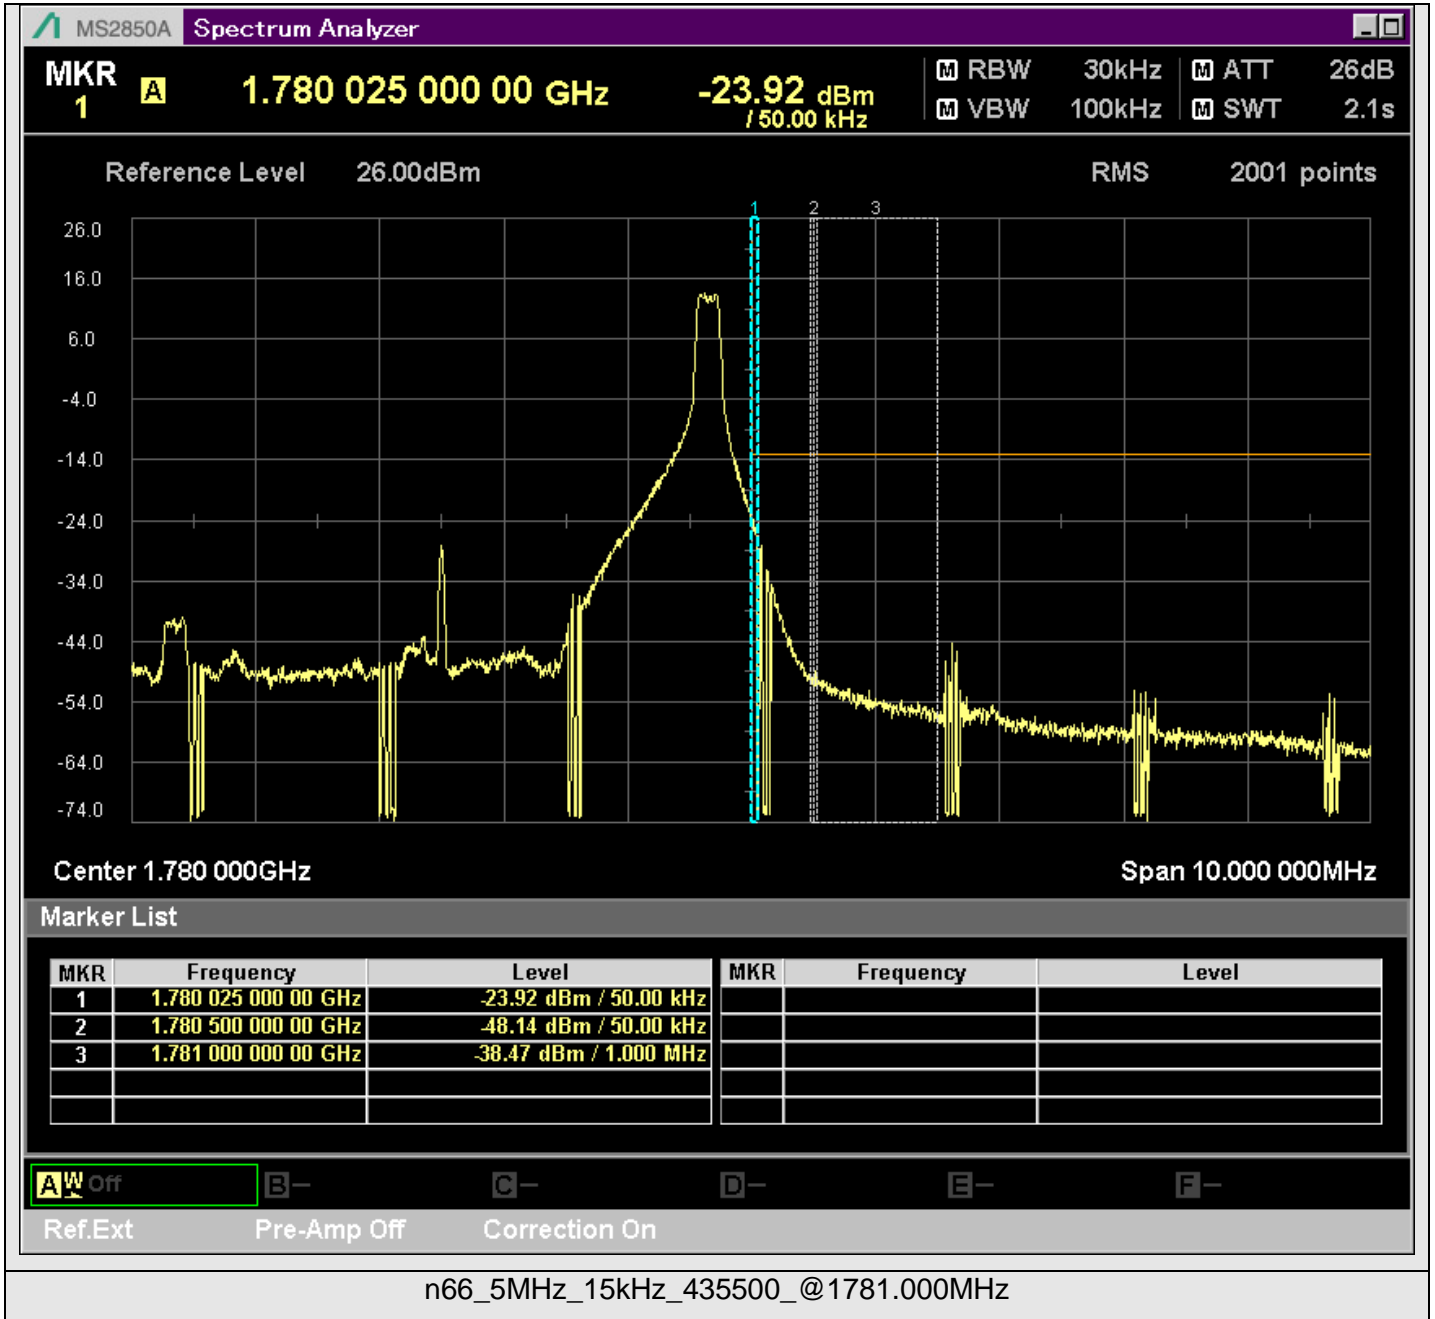 MS2850A Spectrum Analyzer
MKR 1 A 1.780 025 000 00 GHz -23.92 dBm / 50.00 kHz
M RBW 30kHz M ATT 26dB
M VBW 100kHz M SWT 2.1s
Reference Level 26.00dBm RMS 2001 points
1 2 3
26.0
16.0
6.0
-4.0
-14.0
-24.0
-34.0
-44.0
-54.0
-64.0
-74.0
Center 1.780 000GHz Span 10.000 000MHz
Marker List
MKR Frequency Level MKR Frequency Level
1 1.780 025 000 00 GHz -23.92 dBm / 50.00 kHz
2 1.780 500 000 00 GHz -48.14 dBm / 50.00 kHz
3 1.781 000 000 00 GHz -38.47 dBm / 1.000 MHz
A W Off B- C- D- E- F-
Ref.Ext Pre-Amp Off Correction On
n66_5MHz_15kHz_435500_@1781.000MHz